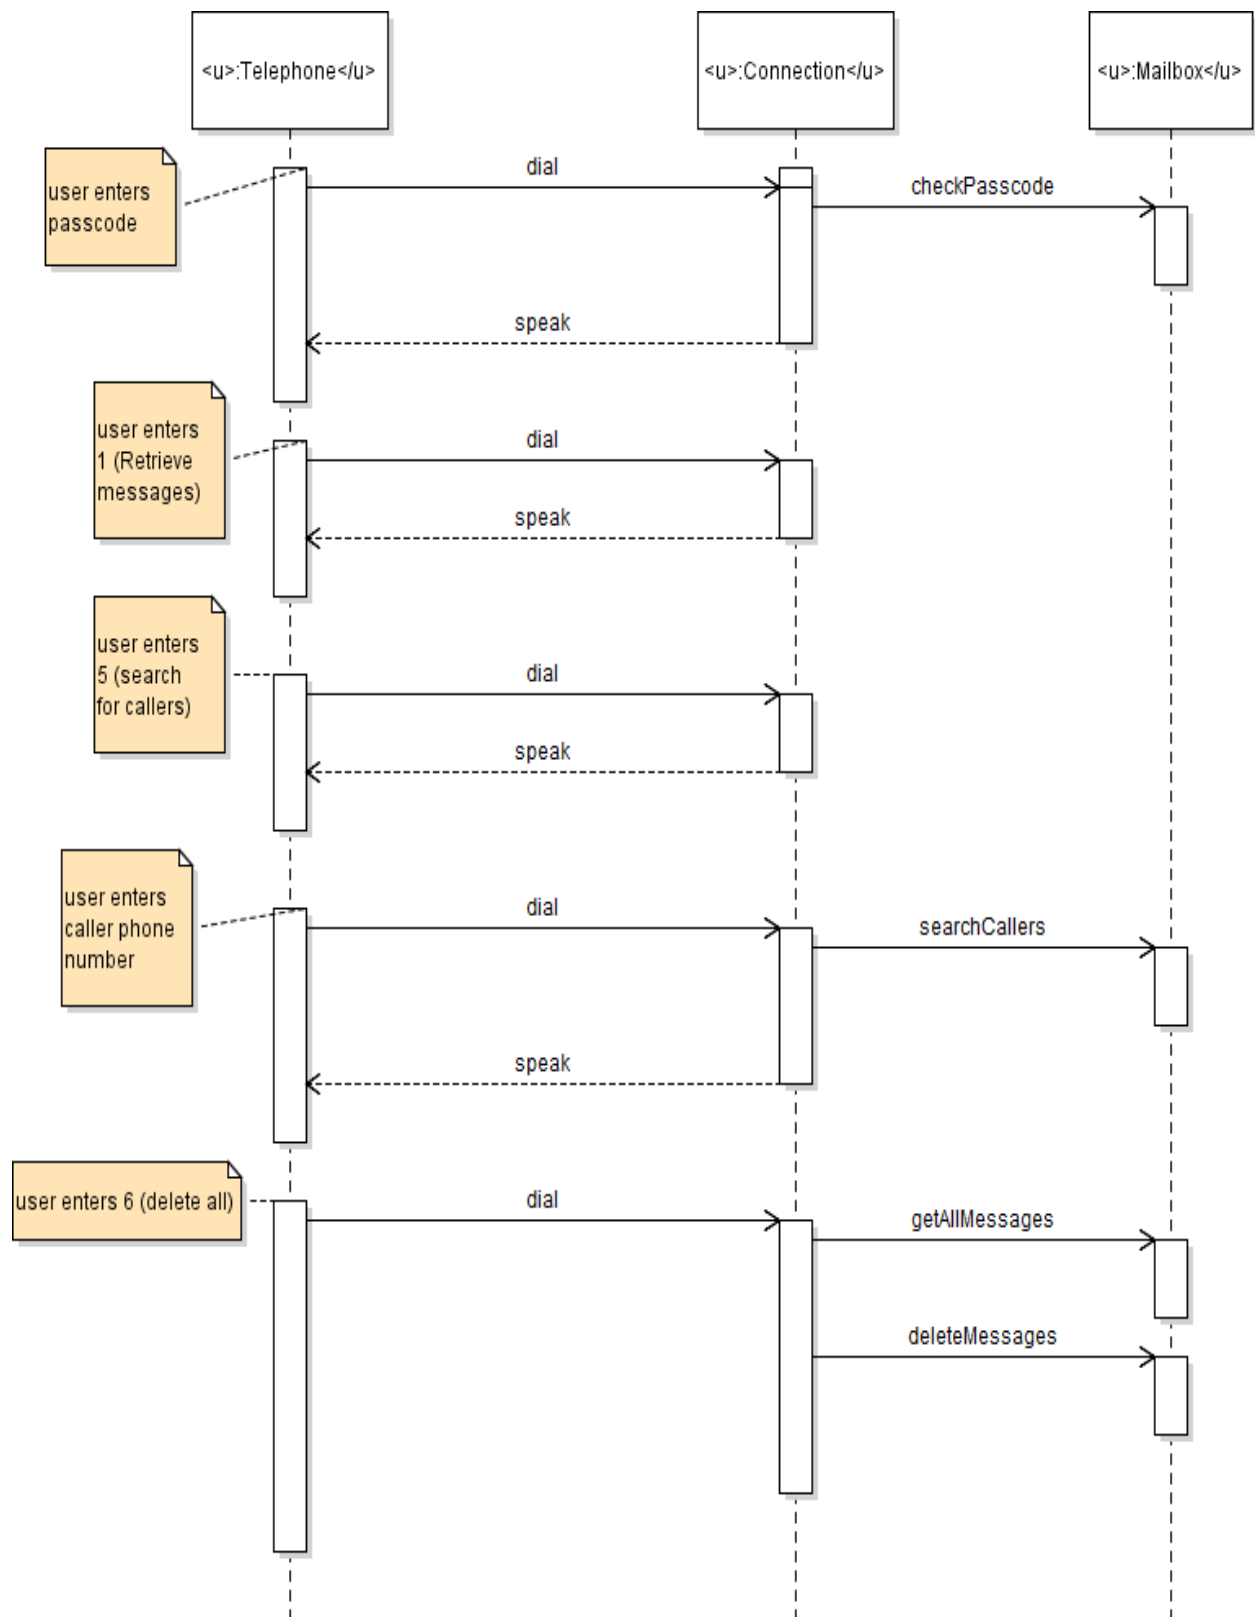 <u>:Telephone</u>
<u>:Connection</u>
<u>:Mailbox</u>
user enters
passcode
dial
checkPasscode
speak
user enters
1 (Retrieve
messages)
dial
speak
user enters
5 (search
for callers)
dial
speak
user enters
caller phone
number
dial
searchCallers
speak
user enters 6 (delete all)
dial
getAllMessages
deleteMessages